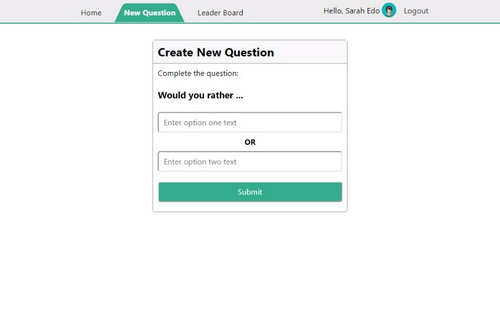 Home New Question Leader Board Hello, Sarah Edo Logout
Create New Question
Complete the question:
Would you rather ...
Enter option one text
OR
Enter option two text
Submit